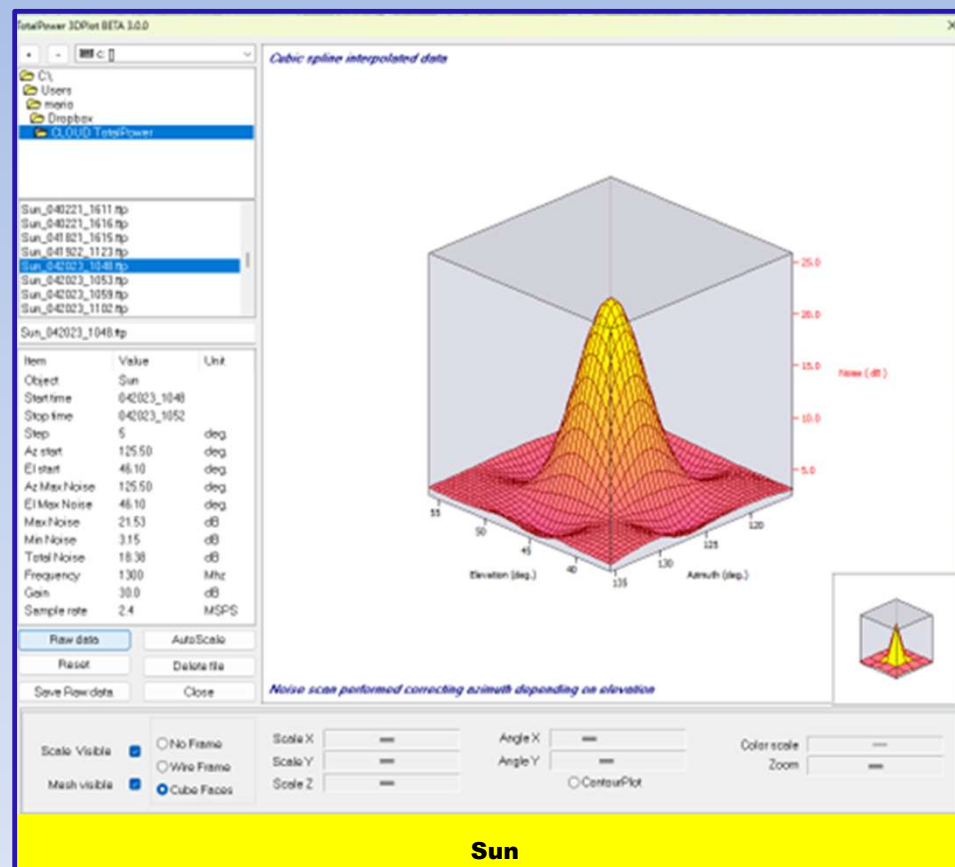 TotalPower 3DPlot BETA 3.0.0
+ - c: []
C:\
Users
mario
Dropbox
CLOUD TotalPower
Sun_040221_1611.ttp
Sun_040221_1616.ttp
Sun_041821_1615.ttp
Sun_041922_1123.ttp
Sun_042023_1048.ttp
Sun_042023_1053.ttp
Sun_042023_1059.ttp
Sun_042023_1102.ttp
Sun_042023_1048.ttp
Item Value Unit
Object Sun
Start time 042023_1048
Stop time 042023_1052
Step 5 deg.
Az start 125.50 deg.
El start 46.10 deg.
Az Max Noise 125.50 deg.
El Max Noise 46.10 deg.
Max Noise 21.53 dB
Min Noise 3.15 dB
Total Noise 18.38 dB
Frequency 1300 Mhz
Gain 30.0 dB
Sample rate 2.4 MSPS
Raw data AutoScale
Reset Delete file
Save Raw data Close
Cubic spline interpolated data
25.0
20.0
15.0
10.0
5.0
Noise ( dB )
55 50 45 40
Elevation (deg.)
135 130 125 120
Azimuth (deg.)
Noise scan performed correcting azimuth depending on elevation
Scale Visible
Mesh visible
No Frame
Wire Frame
Cube Faces
Scale X
Scale Y
Scale Z
Angle X
Angle Y
ContourPlot
Color scale
Zoom
Sun